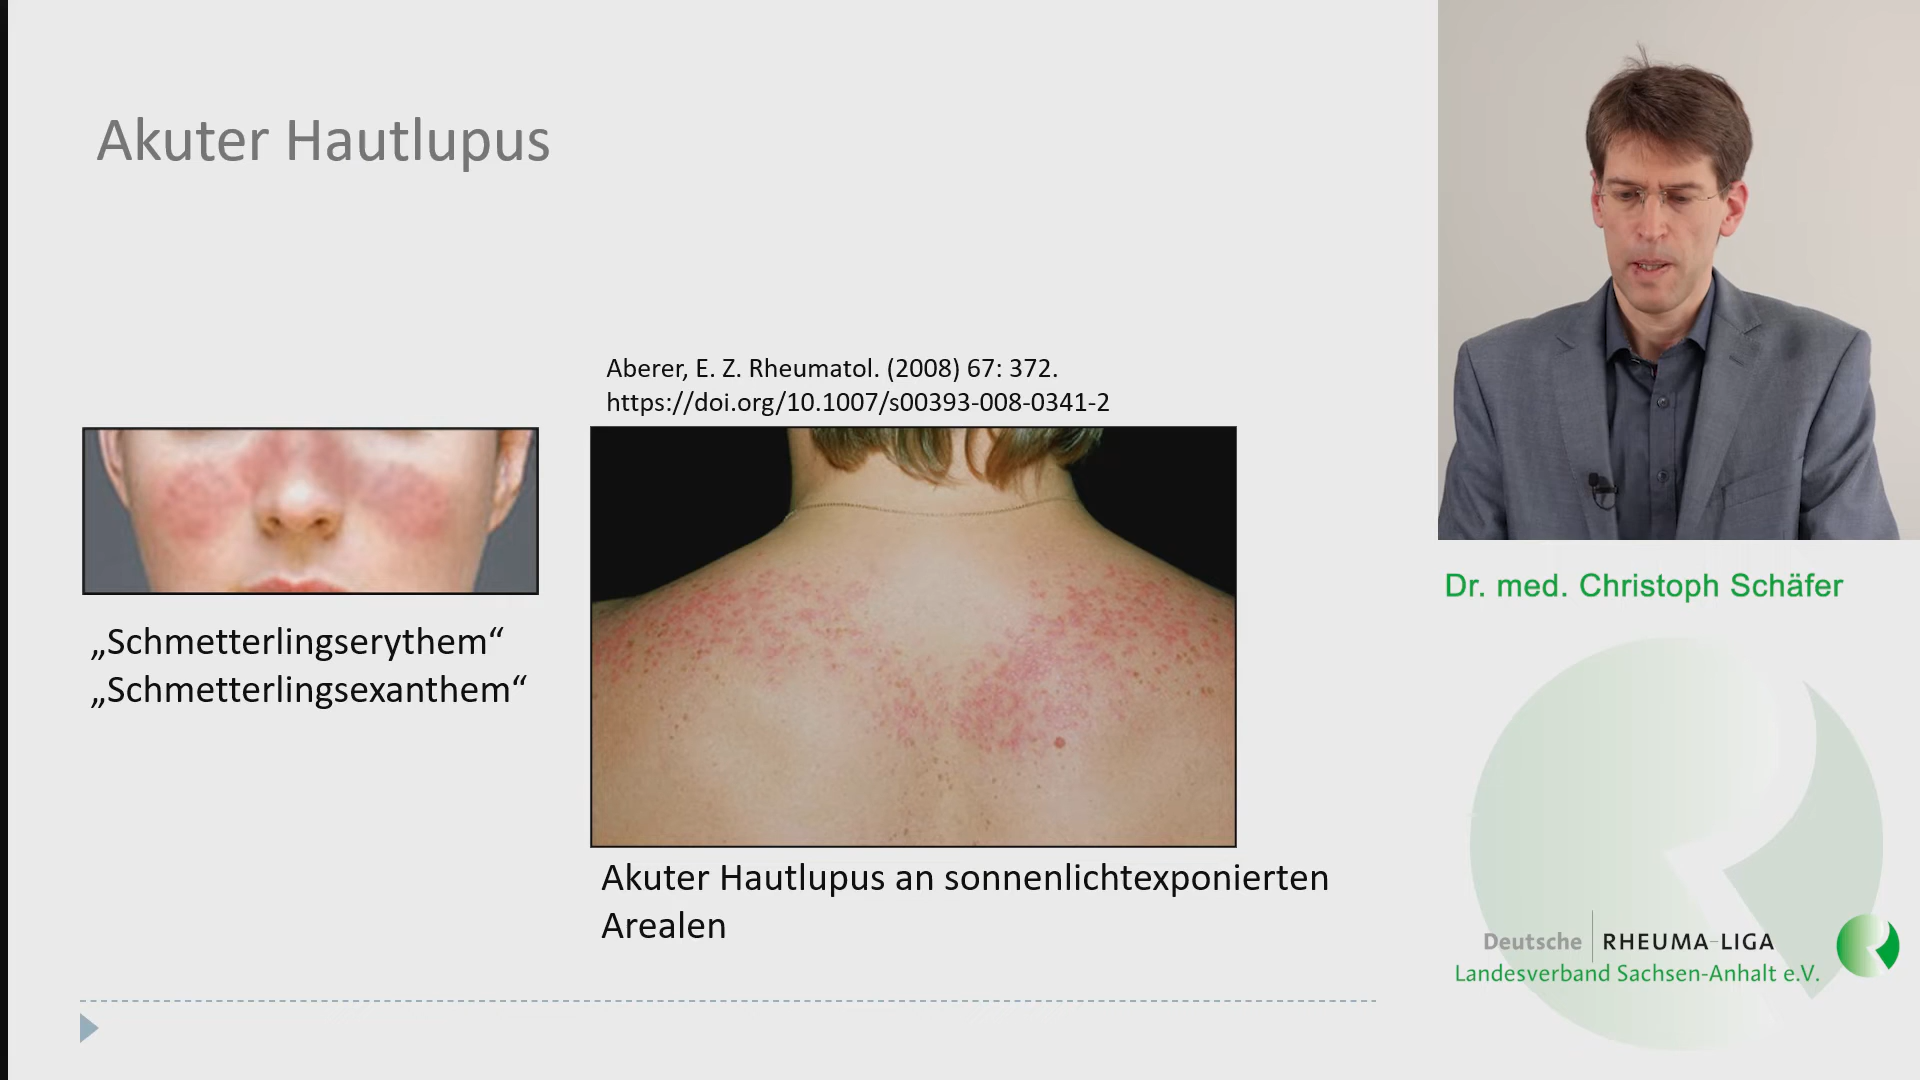 Akuter Hautlupus
Aberer, E. Z. Rheumatol. (2008) 67: 372.
https://doi.org/10.1007/s00393-008-0341-2
„Schmetterlingserythem“
„Schmetterlingsexanthem“
Akuter Hautlupus an sonnenlichtexponierten
Arealen
Dr. med. Christoph Schäfer
Deutsche RHEUMA-LIGA
Landesverband Sachsen-Anhalt e.V.